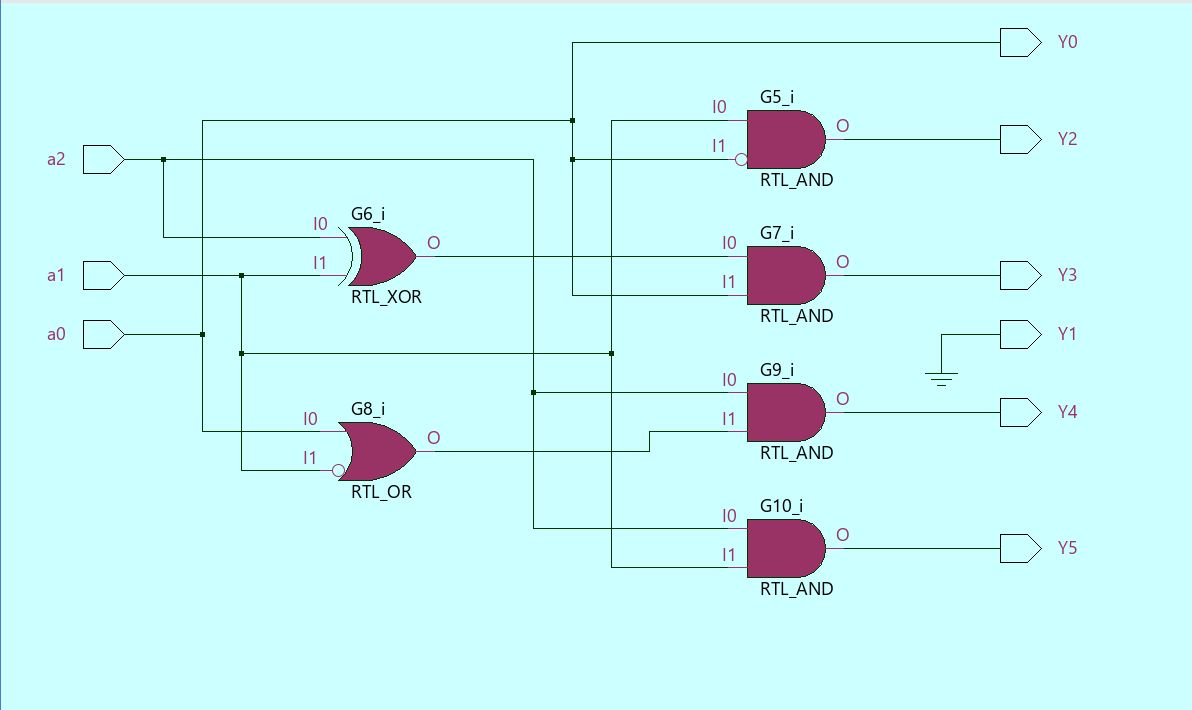 Y0
G5_i
I0
O
I1
Y2
RTL_AND
a2
G6_i
I0
O
I1
RTL_XOR
G7_i
I0
O
I1
Y3
RTL_AND
a1
a0
Y1
G8_i
I0
O
I1
RTL_OR
G9_i
I0
O
I1
Y4
RTL_AND
G10_i
I0
O
I1
Y5
RTL_AND